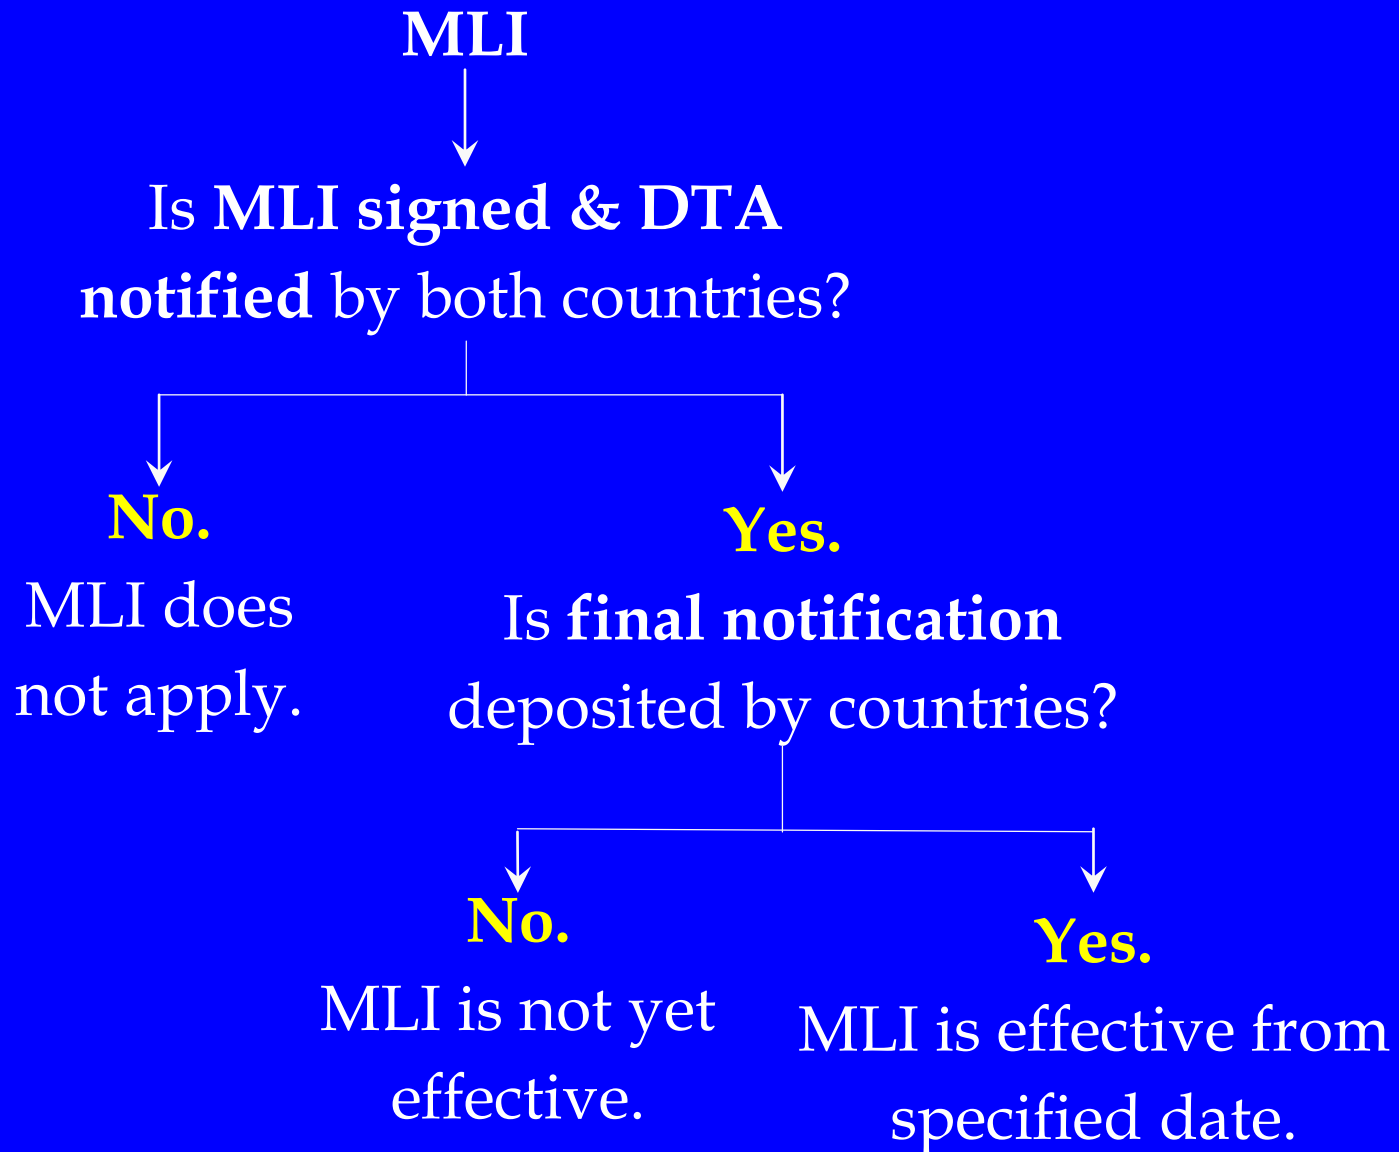 MLI
Is MLI signed & DTA
notified by both countries?
No.
MLI does
not apply.
Yes.
Is final notification
deposited by countries?
No.
MLI is not yet
effective.
Yes.
MLI is effective from
specified date.